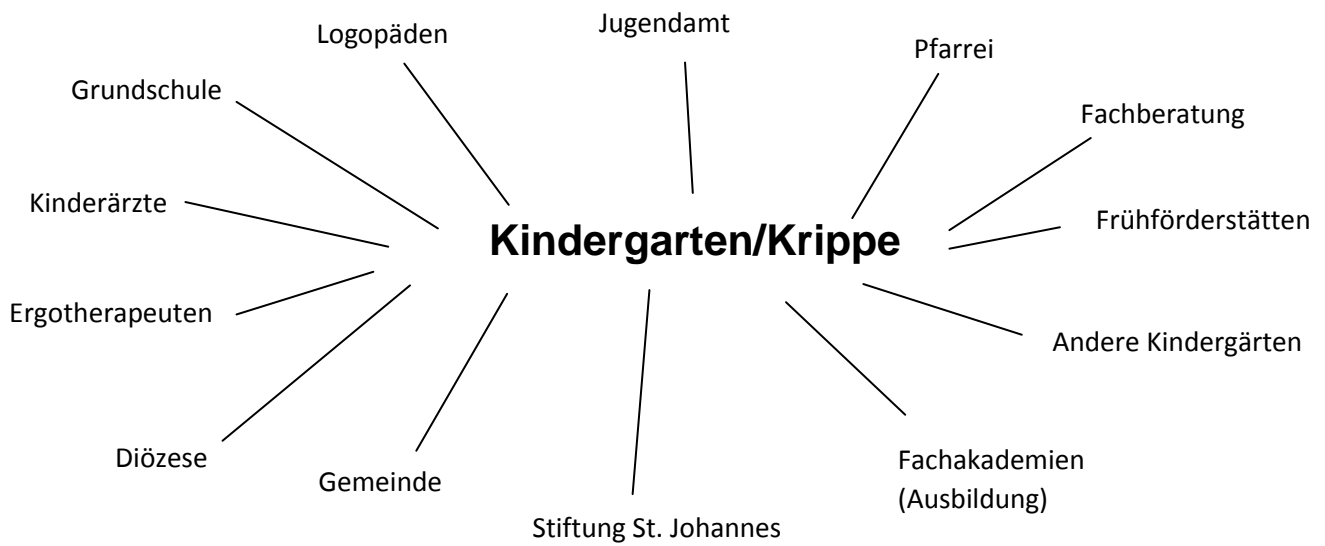 Jugendamt
Logopäden
Pfarrei
Grundschule
Fachberatung
Kinderärzte
Frühförderstätten
Kindergarten/Krippe
Ergotherapeuten
Andere Kindergärten
Diözese
Fachakademien
(Ausbildung)
Gemeinde
Stiftung St. Johannes